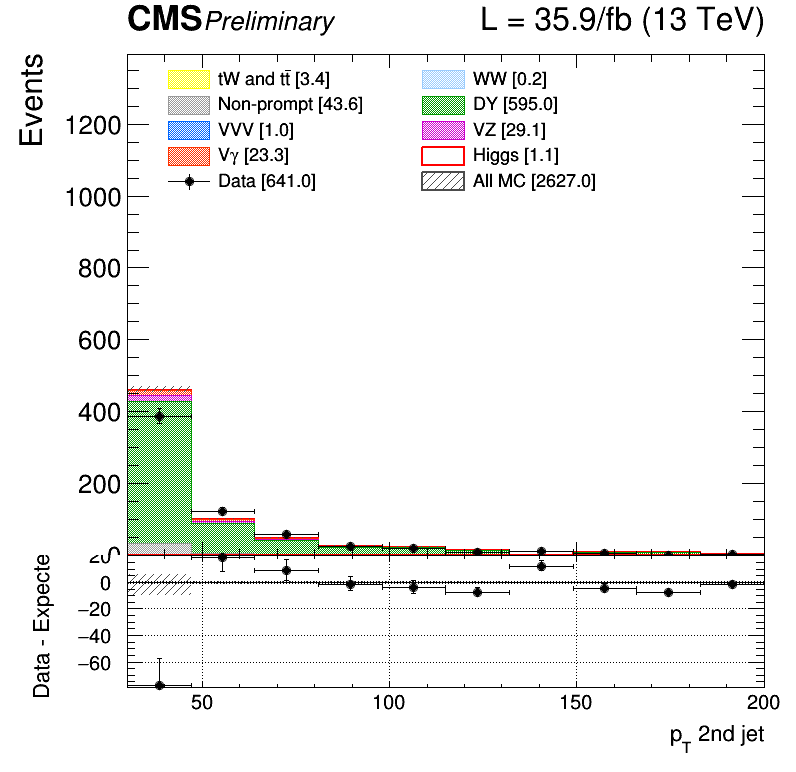 CMS Preliminary L = 35.9/fb (13 TeV)
Events
tW and tt̄ [3.4] WW [0.2]
Non-prompt [43.6] DY [595.0]
VVV [1.0] VZ [29.1]
Vγ [23.3] Higgs [1.1]
Data [641.0] All MC [2627.0]
1200
1000
800
600
400
200
Data - Expecte
20
0
−20
−40
−60
50 100 150 200
p_T 2nd jet